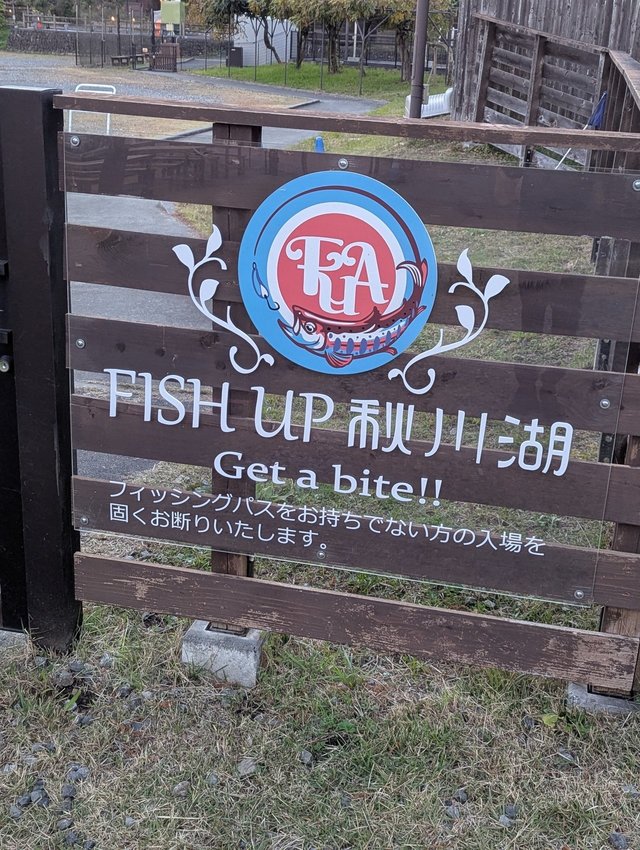 FUA
FISH UP 秋川湖
Get a bite!!
フィッシングパスをお持ちでない方の入場を
固くお断りいたします。